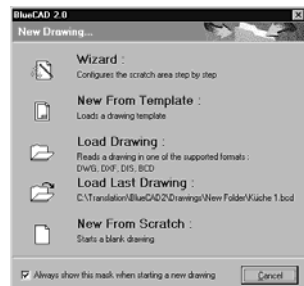 BlueCAD 2.0
New Drawing...
Wizard :
Configures the scratch area step by step
New From Template :
Loads a drawing template
Load Drawing :
Reads a drawing in one of the supported formats :
DWG, DXF, DIS, BCD
Load Last Drawing :
C:\Translation\BlueCAD2\Drawings\New Folder\Küche 1.bcd
New From Scratch :
Starts a blank drawing
Always show this mask when starting a new drawing
Cancel